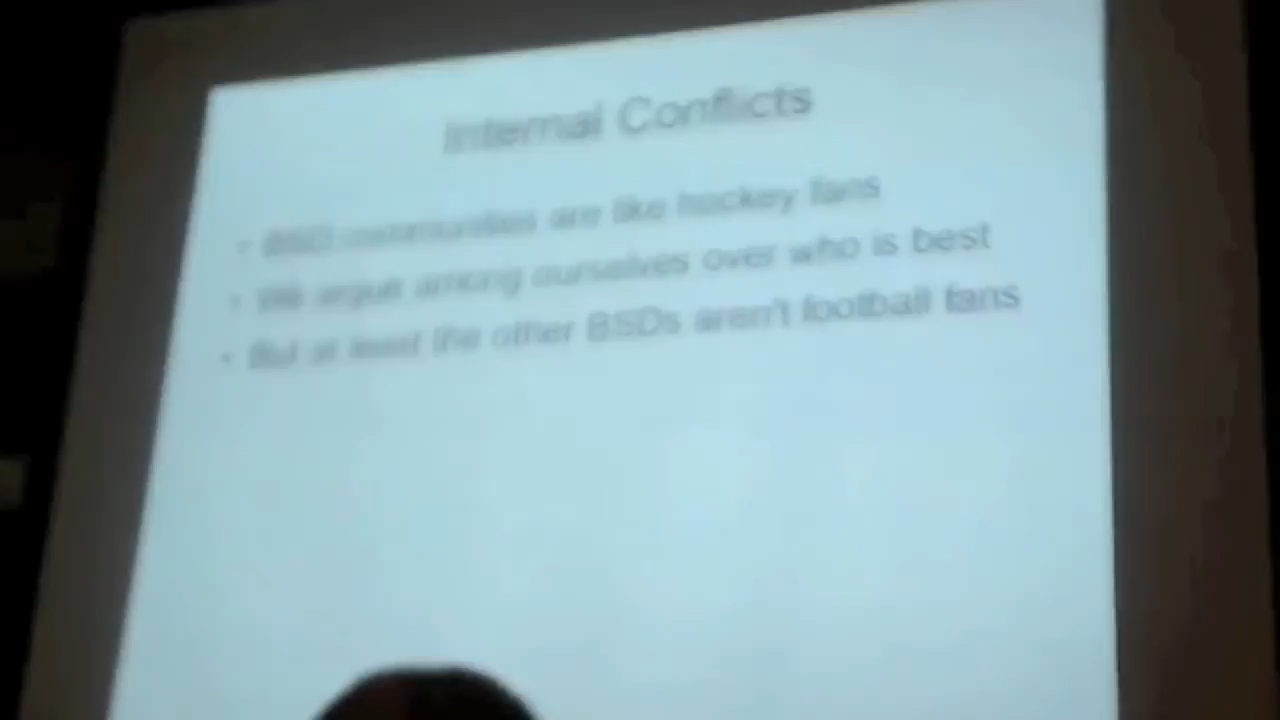 Internal Conflicts
• BSD communities are like hockey fans
• We argue among ourselves over who is best
• But at least the other BSDs aren't football fans